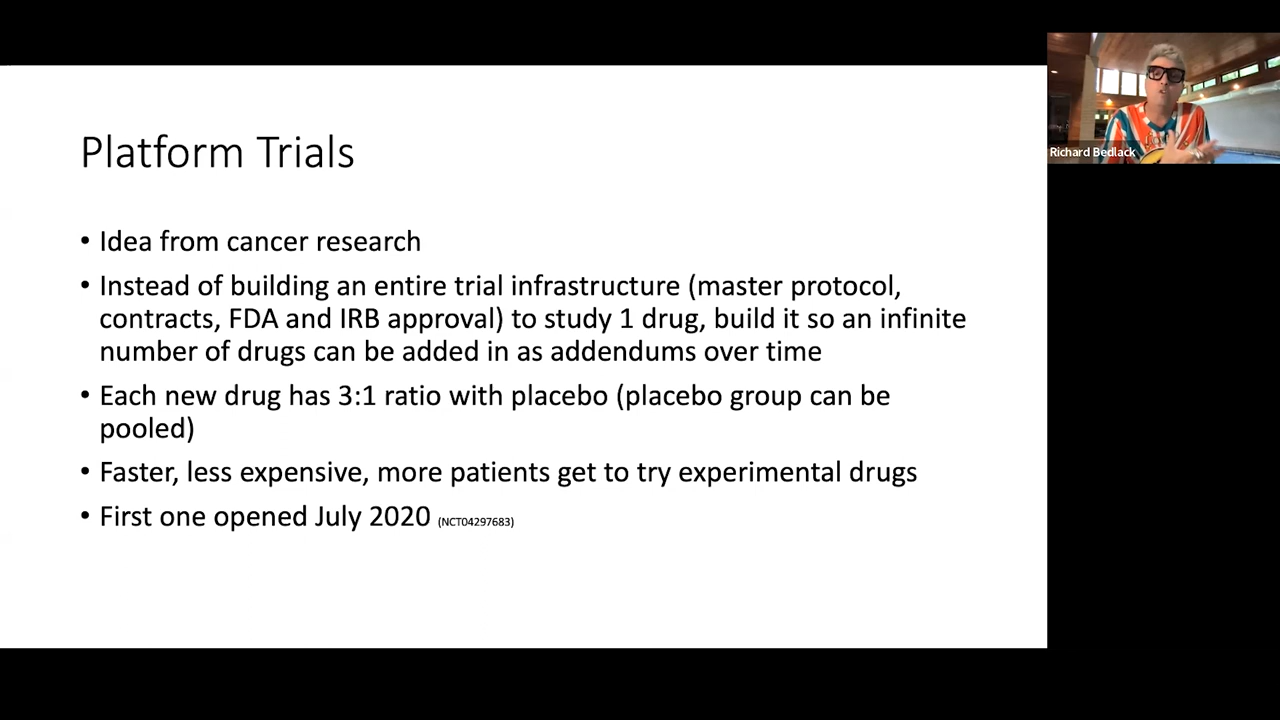 Platform Trials
• Idea from cancer research
• Instead of building an entire trial infrastructure (master protocol,
contracts, FDA and IRB approval) to study 1 drug, build it so an infinite
number of drugs can be added in as addendums over time
• Each new drug has 3:1 ratio with placebo (placebo group can be
pooled)
• Faster, less expensive, more patients get to try experimental drugs
• First one opened July 2020 (NCT04297683)
Richard Bedlack